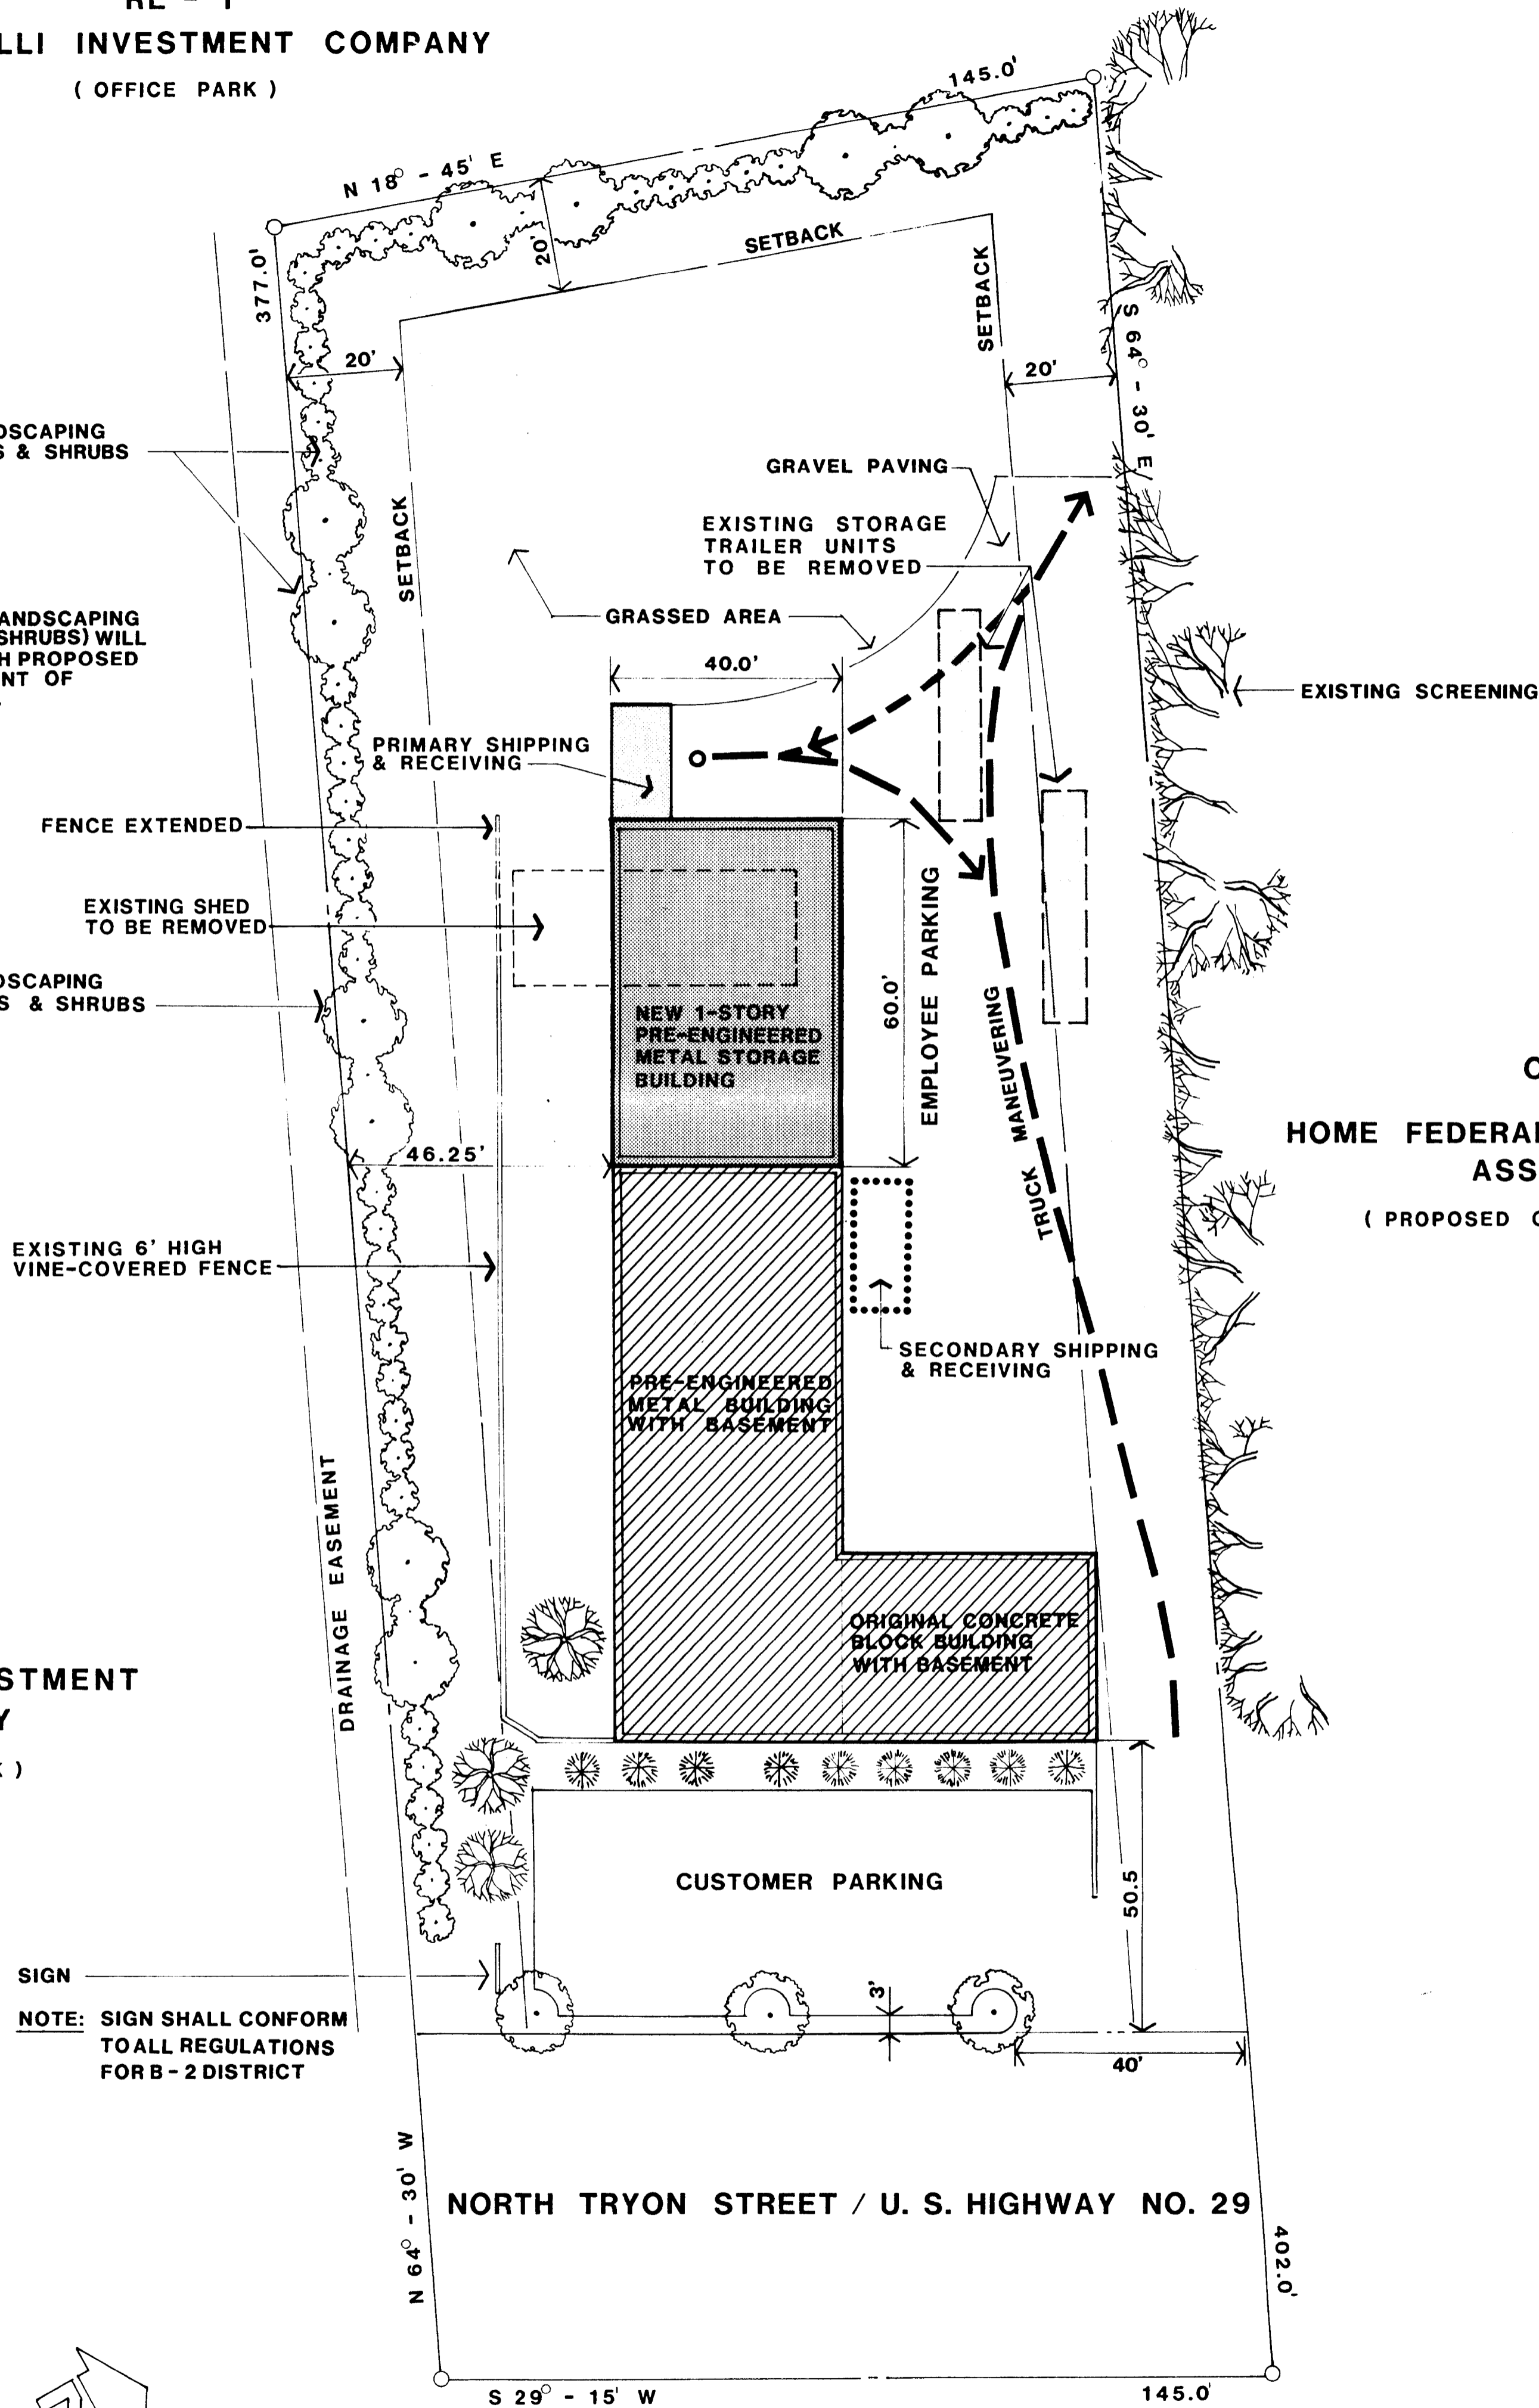 RE - 1
LLI INVESTMENT COMPANY
( OFFICE PARK )
145.0'
N 18° - 45' E
377.0'
20'
SETBACK
SETBACK
20'
20'
S 64° - 30' E
DSCAPING
S & SHRUBS
SETBACK
GRAVEL PAVING
EXISTING STORAGE
TRAILER UNITS
TO BE REMOVED
ANDSCAPING
SHRUBS) WILL
H PROPOSED
NT OF
GRASSED AREA
40.0'
EXISTING SCREENING
PRIMARY SHIPPING
& RECEIVING
FENCE EXTENDED
EXISTING SHED
TO BE REMOVED
DSCAPING
S & SHRUBS
NEW 1-STORY
PRE-ENGINEERED
METAL STORAGE
BUILDING
60.0'
EMPLOYEE PARKING
TRUCK MANEUVERING
HOME FEDERAL
ASS
( PROPOSED
46.25'
EXISTING 6' HIGH
VINE-COVERED FENCE
SECONDARY SHIPPING
& RECEIVING
PRE-ENGINEERED
METAL BUILDING
WITH BASEMENT
DRAINAGE EASEMENT
ORIGINAL CONCRETE
BLOCK BUILDING
WITH BASEMENT
STMENT
Y
)
CUSTOMER PARKING
50.5
SIGN
NOTE: SIGN SHALL CONFORM
TO ALL REGULATIONS
FOR B - 2 DISTRICT
3'
40'
N 64° - 30' W
NORTH TRYON STREET / U. S. HIGHWAY NO. 29
402.0'
S 29° - 15' W
145.0'